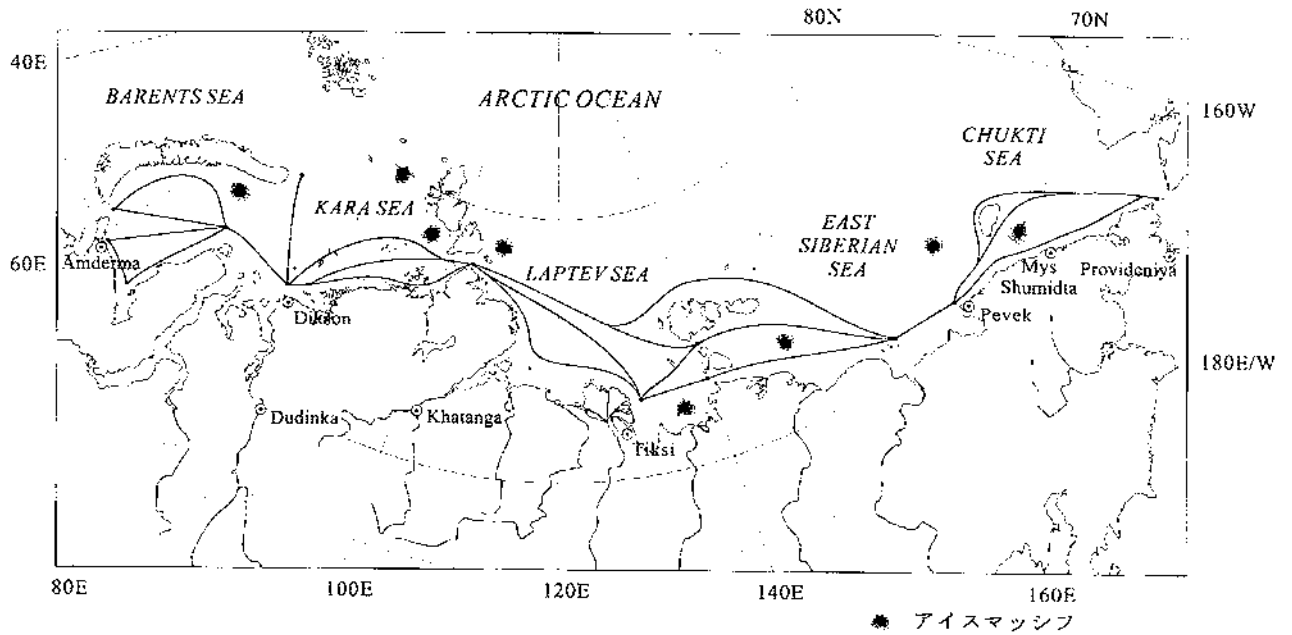 80N
70N
40E
BARENTS SEA
ARCTIC OCEAN
160W
CHUKTI
SEA
KARA SEA
EAST
SIBERIAN
SEA
60E
Amderma
LAPTEV SEA
Mys
Shumidta
Provideniya
Dikson
Pevek
180E/W
Dudinka
Khatanga
Tiksi
80E
100E
120E
140E
160E
アイスマッシフ